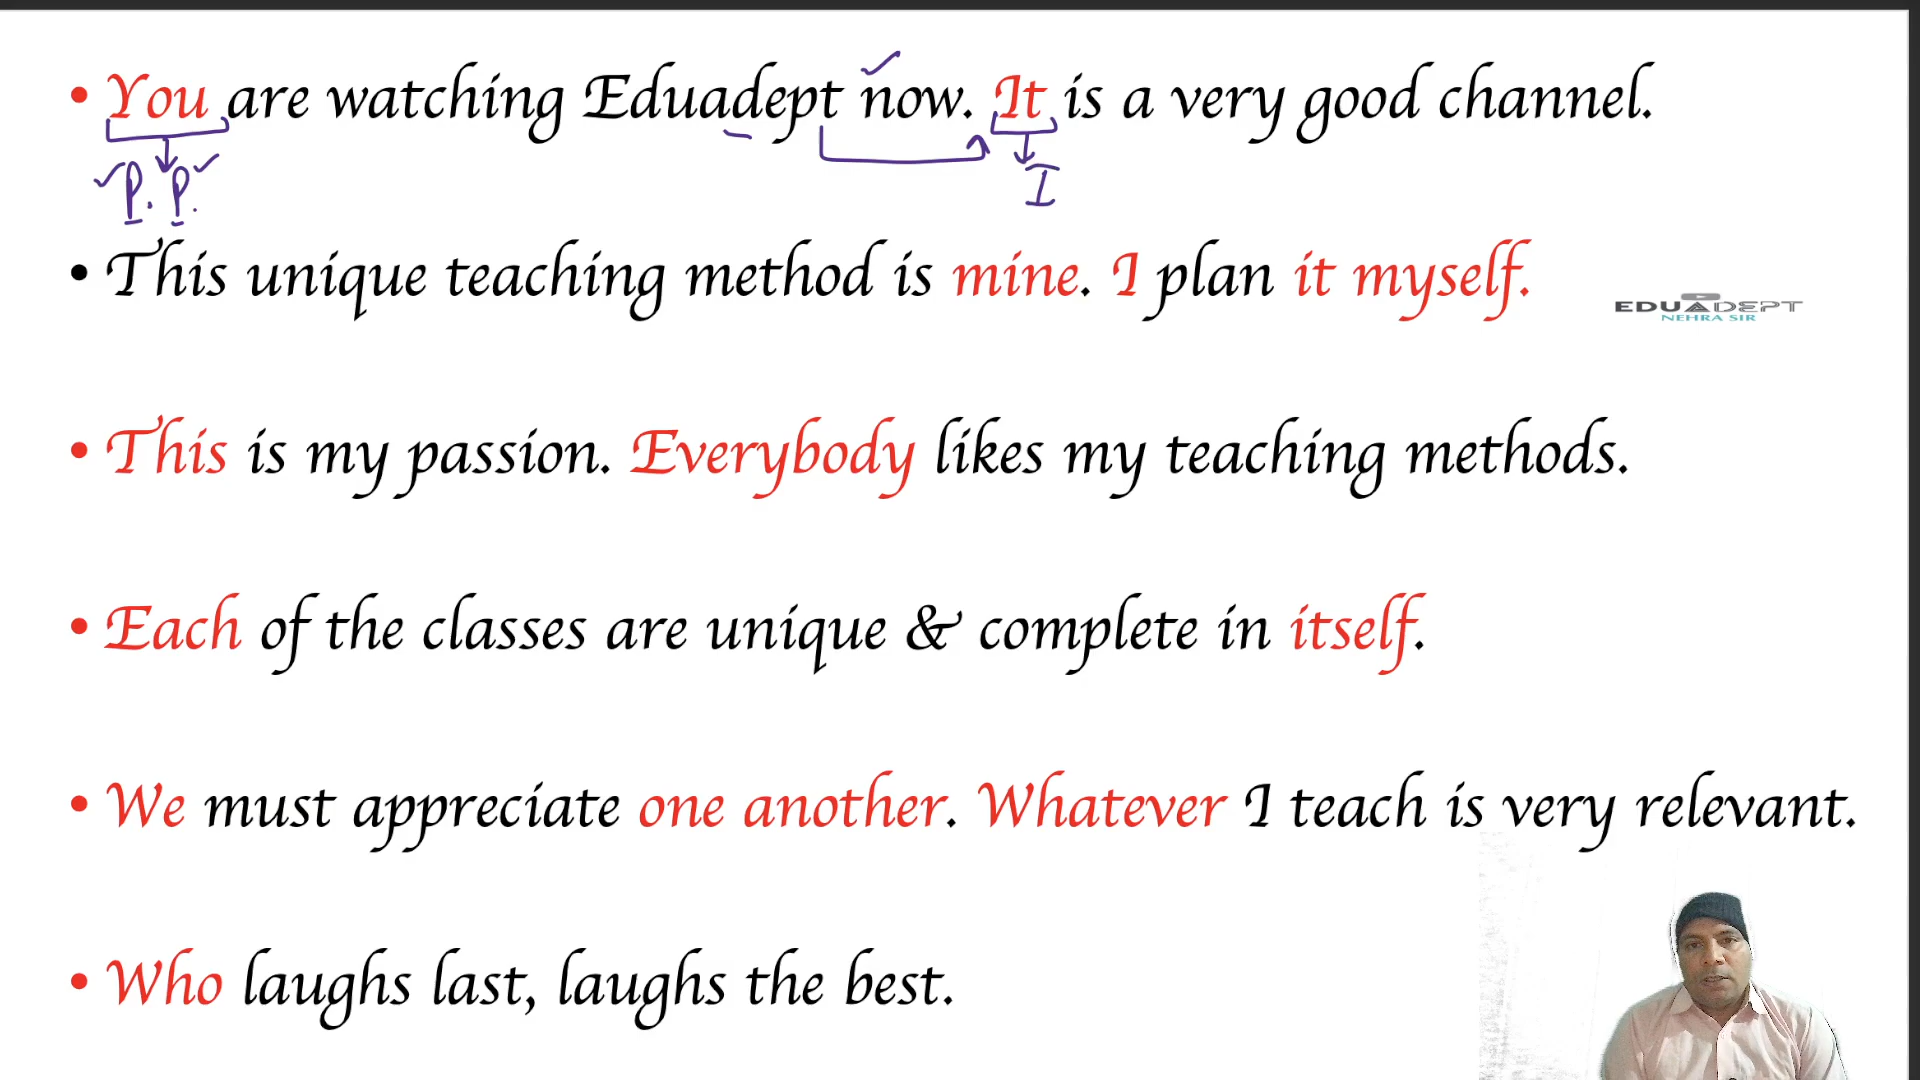 • You are watching Eduadept now. It is a very good channel.
P. P. I
• This unique teaching method is mine. I plan it myself.
EDUADEPT
NEHRA SIR
• This is my passion. Everybody likes my teaching methods.
• Each of the classes are unique & complete in itself.
• We must appreciate one another. Whatever I teach is very relevant.
• Who laughs last, laughs the best.